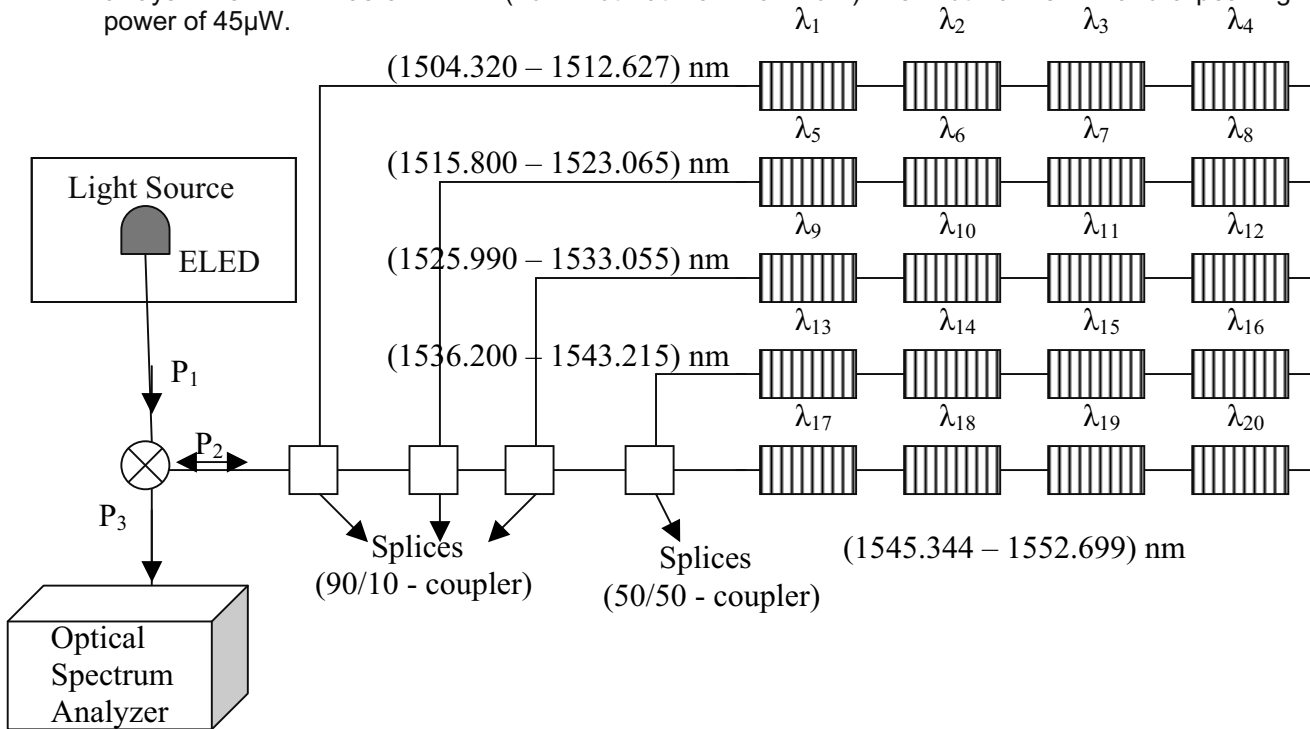 power of 45µW.
λ1 λ2 λ3 λ4
(1504.320 – 1512.627) nm
λ5 λ6 λ7 λ8
(1515.800 – 1523.065) nm
Light Source
λ9 λ10 λ11 λ12
ELED
(1525.990 – 1533.055) nm
λ13 λ14 λ15 λ16
(1536.200 – 1543.215) nm
P1
λ17 λ18 λ19 λ20
P2
P3
Splices
(90/10 - coupler)
Splices
(50/50 - coupler)
(1545.344 – 1552.699) nm
Optical
Spectrum
Analyzer